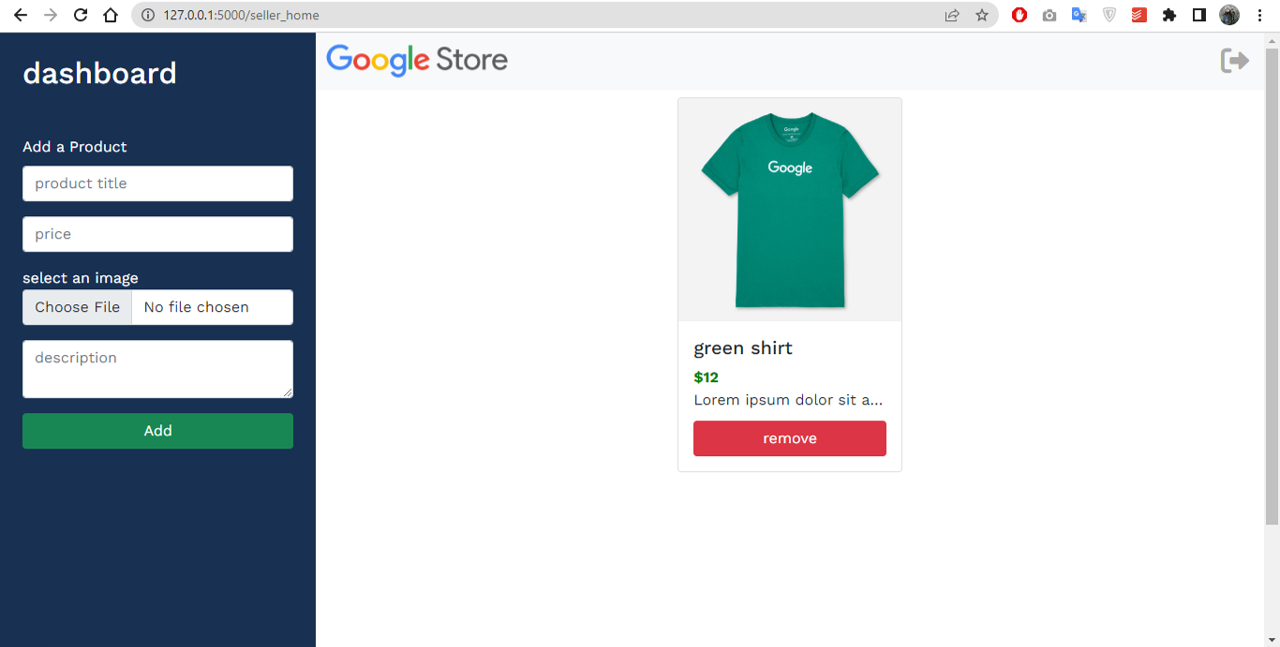 127.0.0.1:5000/seller_home
dashboard
Add a Product
product title
price
select an image
Choose File No file chosen
description
Add
Google Store
Google
Google
green shirt
$12
Lorem ipsum dolor sit a...
remove